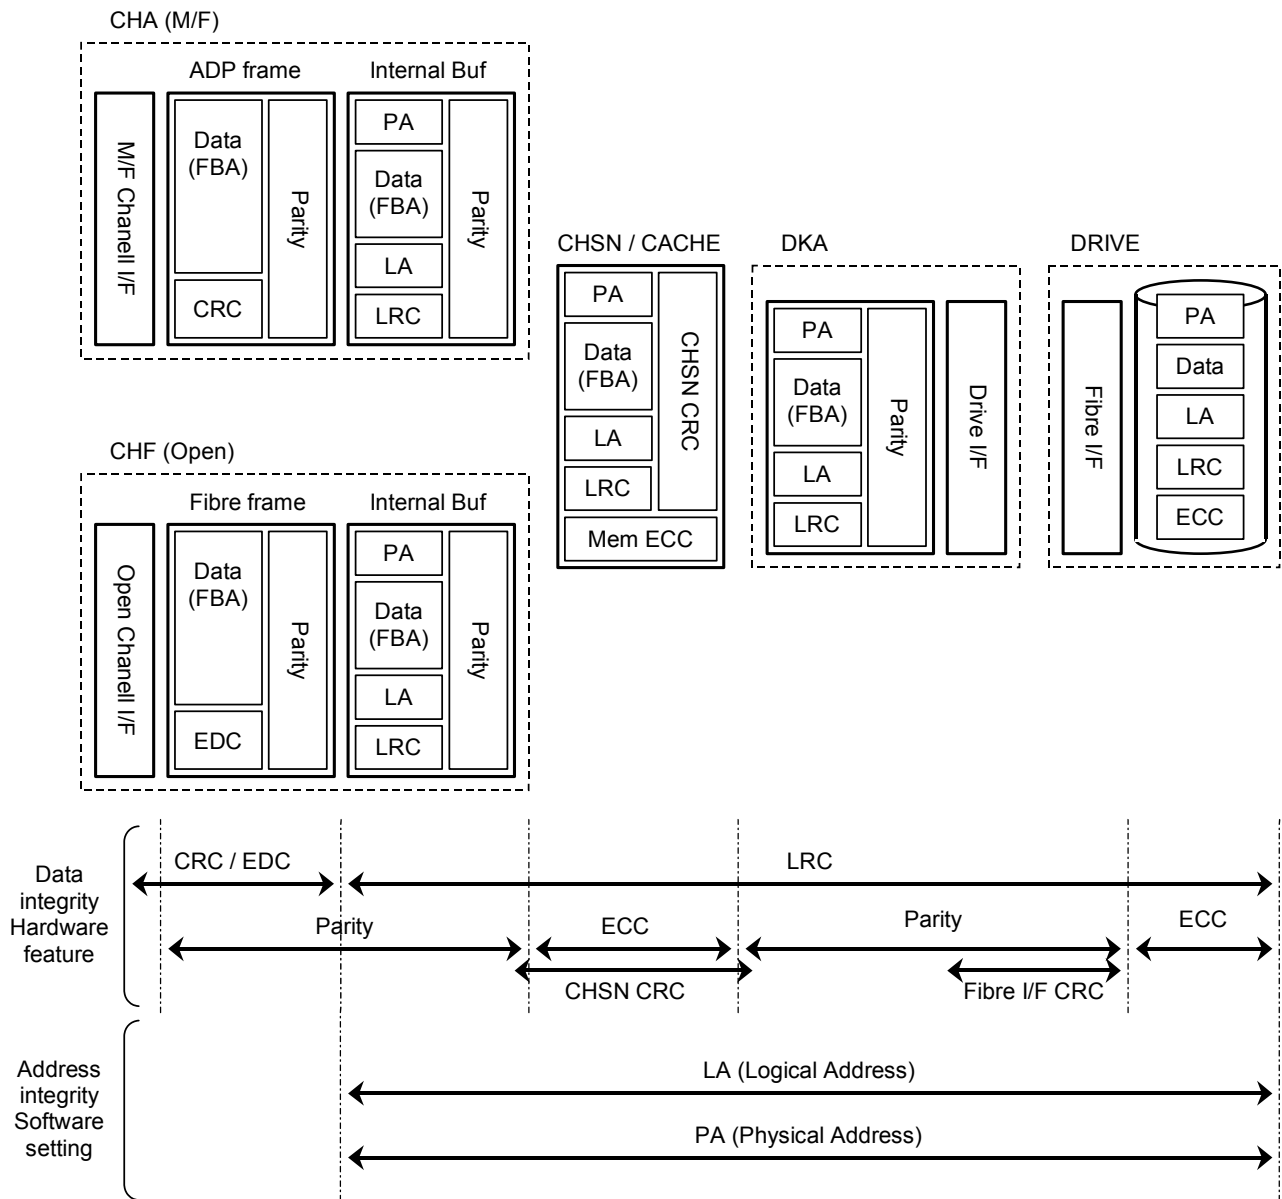 CHA (M/F)
ADP frame
Internal Buf
M/F Chanell I/F
Data
(FBA)
CRC
Parity
PA
Data
(FBA)
LA
LRC
Parity
CHF (Open)
Fibre frame
Internal Buf
Open Chanell I/F
Data
(FBA)
EDC
Parity
PA
Data
(FBA)
LA
LRC
Parity
CHSN / CACHE
PA
Data
(FBA)
LA
LRC
CHSN CRC
Mem ECC
DKA
PA
Data
(FBA)
LA
LRC
Parity
Drive I/F
DRIVE
Fibre I/F
PA
Data
LA
LRC
ECC
Data
integrity
Hardware
feature
CRC / EDC
LRC
Parity
ECC
Parity
ECC
CHSN CRC
Fibre I/F CRC
Address
integrity
Software
setting
LA (Logical Address)
PA (Physical Address)